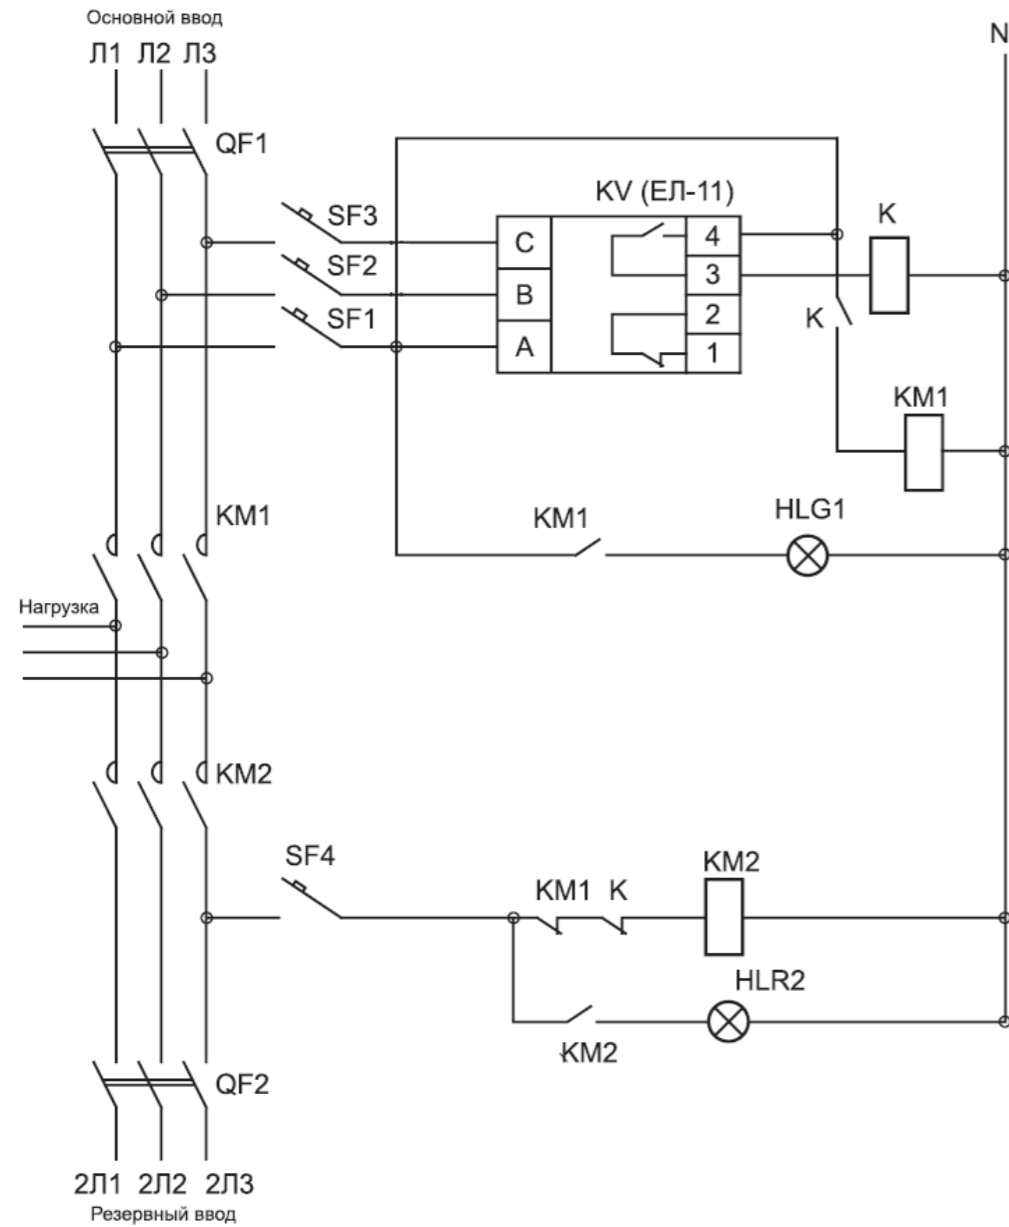 Основной ввод
Л1 Л2 Л3
N
QF1
KV (ЕЛ-11)
SF3
K
C
4
SF2
B
3
SF1
2
K
A
1
KM1
KM1
KM1
HLG1
Нагрузка
KM2
SF4
KM2
KM1 K
HLR2
KM2
QF2
2Л1 2Л2 2Л3
Резервный ввод